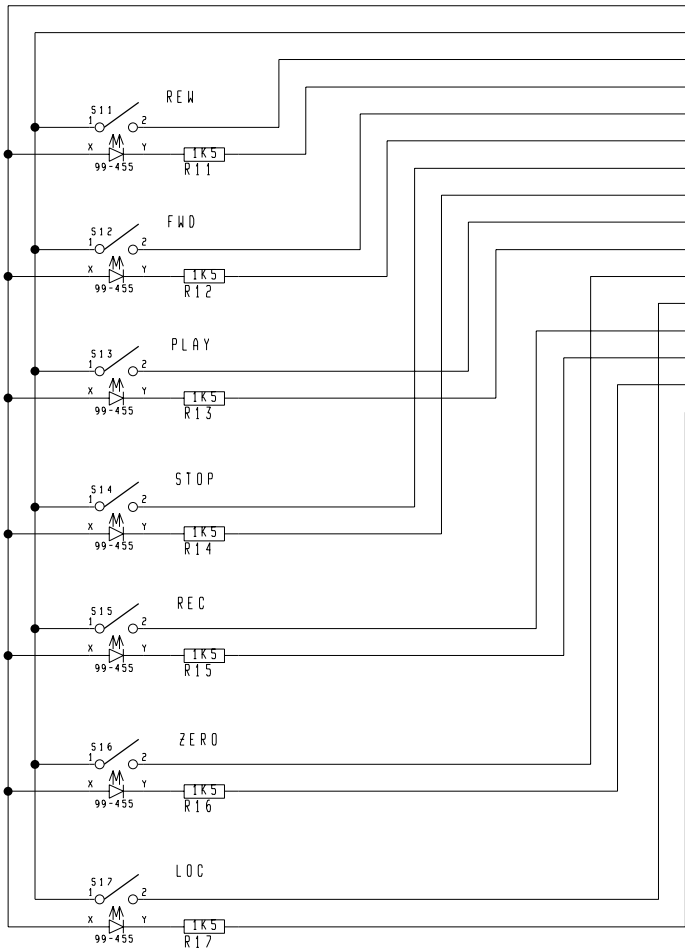 REW
S11
1 2
X Y 1K5
99-455 R11
FWD
S12
1 2
X Y 1K5
99-455 R12
PLAY
S13
1 2
X Y 1K5
99-455 R13
STOP
S14
1 2
X Y 1K5
99-455 R14
REC
S15
1 2
X Y 1K5
99-455 R15
ZERO
S16
1 2
X Y 1K5
99-455 R16
LOC
S17
1 2
X Y 1K5
99-455 R17